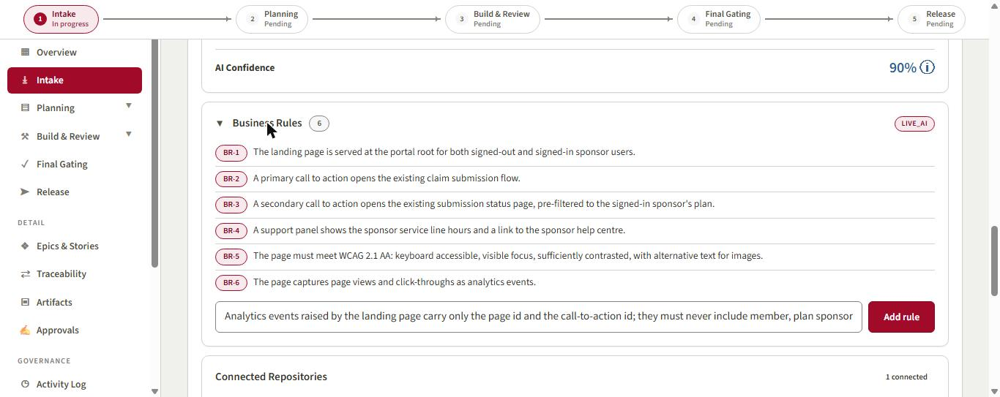 1 Intake In progress
2 Planning Pending
3 Build & Review Pending
4 Final Gating Pending
5 Release Pending
Overview
Intake
Planning
Build & Review
Final Gating
Release
DETAIL
Epics & Stories
Traceability
Artifacts
Approvals
GOVERNANCE
Activity Log
AI Confidence 90%
Business Rules 6 LIVE_AI
BR-1 The landing page is served at the portal root for both signed-out and signed-in sponsor users.
BR-2 A primary call to action opens the existing claim submission flow.
BR-3 A secondary call to action opens the existing submission status page, pre-filtered to the signed-in sponsor's plan.
BR-4 A support panel shows the sponsor service line hours and a link to the sponsor help centre.
BR-5 The page must meet WCAG 2.1 AA: keyboard accessible, visible focus, sufficiently contrasted, with alternative text for images.
BR-6 The page captures page views and click-throughs as analytics events.
Analytics events raised by the landing page carry only the page id and the call-to-action id; they must never include member, plan sponsor
Add rule
Connected Repositories 1 connected